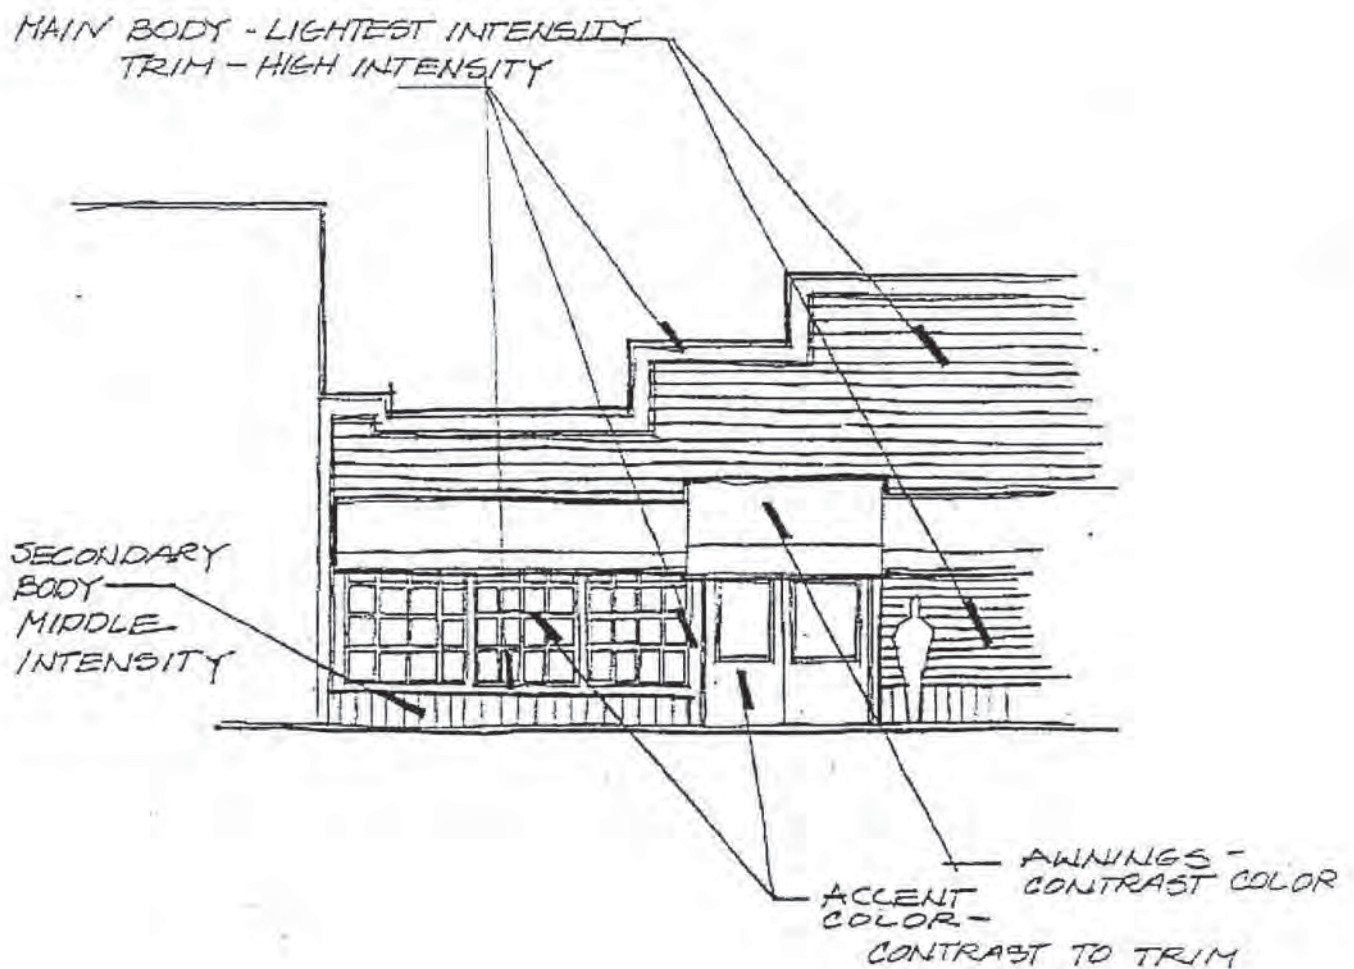 MAIN BODY - LIGHTEST INTENSITY
TRIM - HIGH INTENSITY
SECONDARY
BODY
MIDDLE
INTENSITY
AWNINGS -
CONTRAST COLOR
ACCENT
COLOR -
CONTRAST TO TRIM